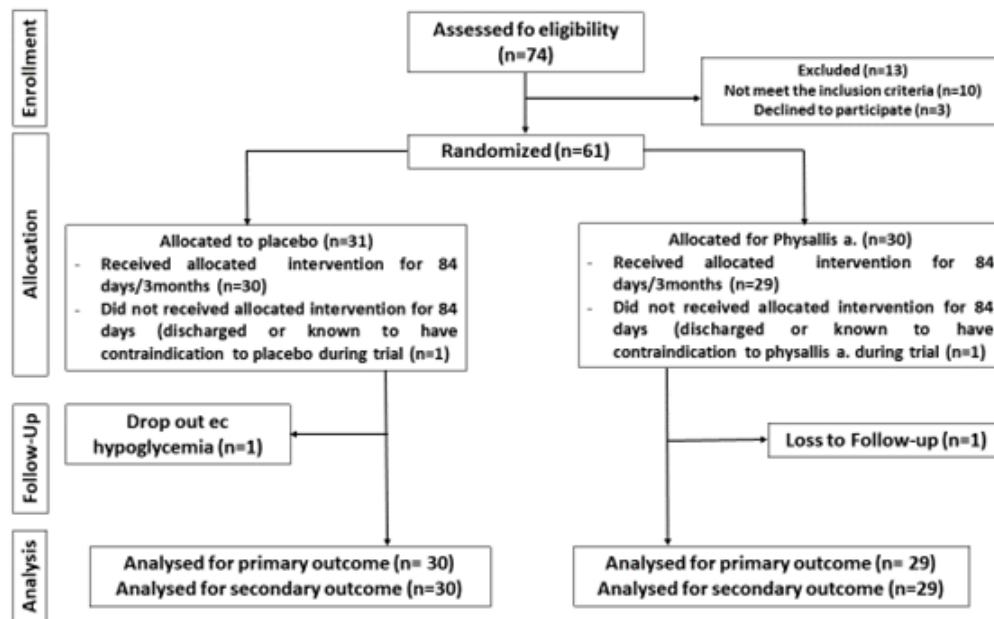 Enrollment
Assessed fo eligibility
(n=74)
Excluded (n=13)
Not meet the inclusion criteria (n=10)
Declined to participate (n=3)
Randomized (n=61)
Allocation
Allocated to placebo (n=31)
- Received allocated intervention for 84
days/3months (n=30)
- Did not received allocated intervention for 84
days (discharged or known to have
contraindication to placebo during trial (n=1)
Allocated for Physallis a. (n=30)
- Received allocated intervention for 84
days/3months (n=29)
- Did not received allocated intervention for 84
days (discharged or known to have
contraindication to physallis a. during trial (n=1)
Follow-Up
Drop out ec
hypoglycemia (n=1)
Loss to Follow-up (n=1)
Analysis
Analysed for primary outcome (n= 30)
Analysed for secondary outcome (n=30)
Analysed for primary outcome (n= 29)
Analysed for secondary outcome (n=29)